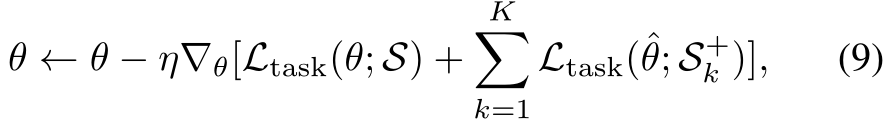 θ ← θ − η∇_θ[ℒ_task(θ; 𝒮) + ∑_{k=1}^{K} ℒ_task(θ̂; 𝒮_k^+)], (9)